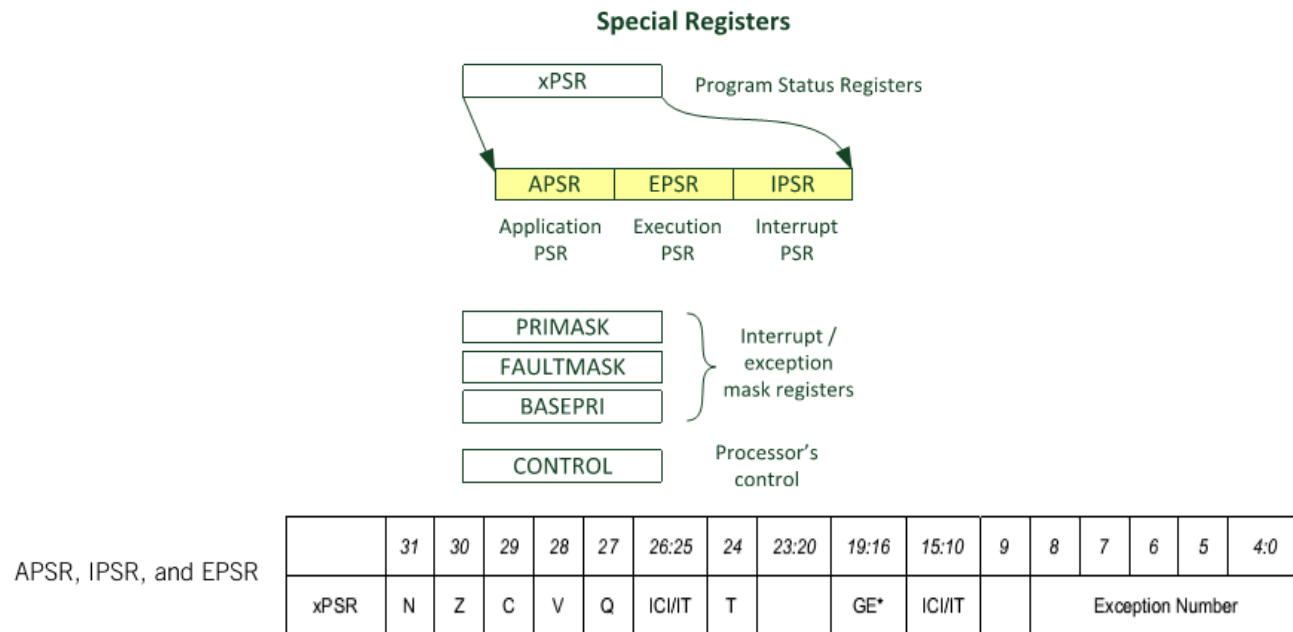 Special Registers
xPSR Program Status Registers
APSR EPSR IPSR
Application Execution Interrupt
PSR PSR PSR
PRIMASK
FAULTMASK
BASEPRI
Interrupt /
exception
mask registers
CONTROL
Processor's
control
APSR, IPSR, and EPSR
31 30 29 28 27 26:25 24 23:20 19:16 15:10 9 8 7 6 5 4:0
xPSR N Z C V Q ICI/IT T GE* ICI/IT Exception Number